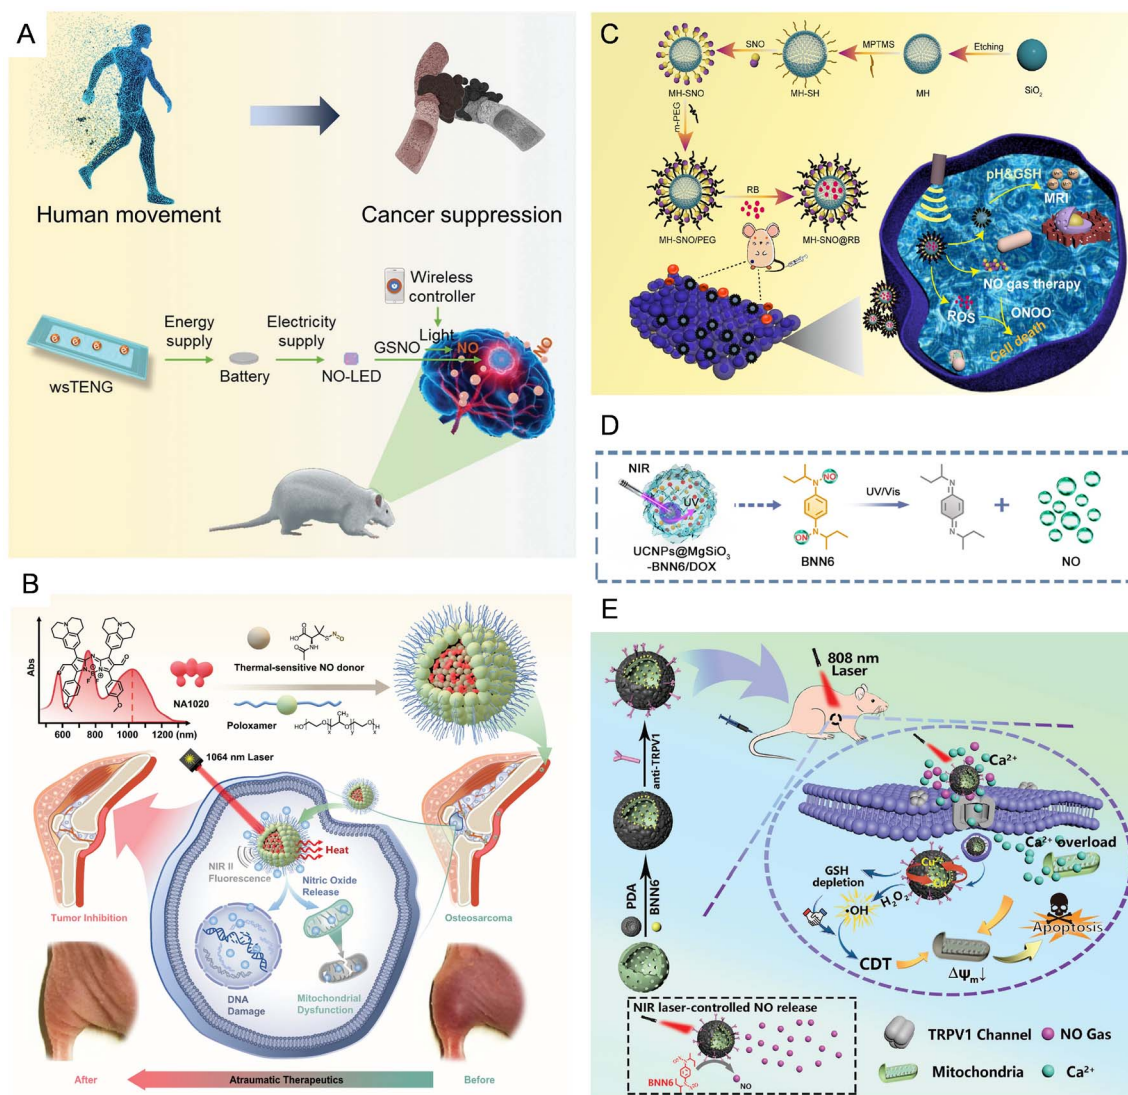 A
Human movement
Cancer suppression
Wireless
controller
Energy
supply
Electricity
supply
Light
GSNO
NO
NO
wsTENG
Battery
NO-LED
B
Abs
600 800 1000 1200 (nm)
NA1020
Thermal-sensitive NO donor
Poloxamer
1064 nm Laser
NIR II
Fluorescence
Heat
Nitric Oxide
Release
Tumor Inhibition
Osteosarcoma
DNA
Damage
Mitochondrial
Dysfunction
After
Atraumatic Therapeutics
Before
C
SNO
MPTMS
Etching
MH-SNO
MH-SH
MH
SiO₂
m-PEG
RB
MH-SNO/PEG
MH-SNO@RB
pH&GSH
MRI
NO gas therapy
ROS
ONOO⁻
Cell death
D
NIR
UV
UCNPs@MgSiO₃
-BNN6/DOX
NO
ON
BNN6
UV/Vis
+
NO
E
808 nm
Laser
anti-TRPV1
PDA
BNN6
Ca²⁺
Ca²⁺ overload
GSH
depletion
H₂O₂
•OH
CDT
ΔΨm↓
Apoptosis
NIR laser-controlled NO release
BNN6
NO
TRPV1 Channel
NO Gas
Mitochondria
Ca²⁺